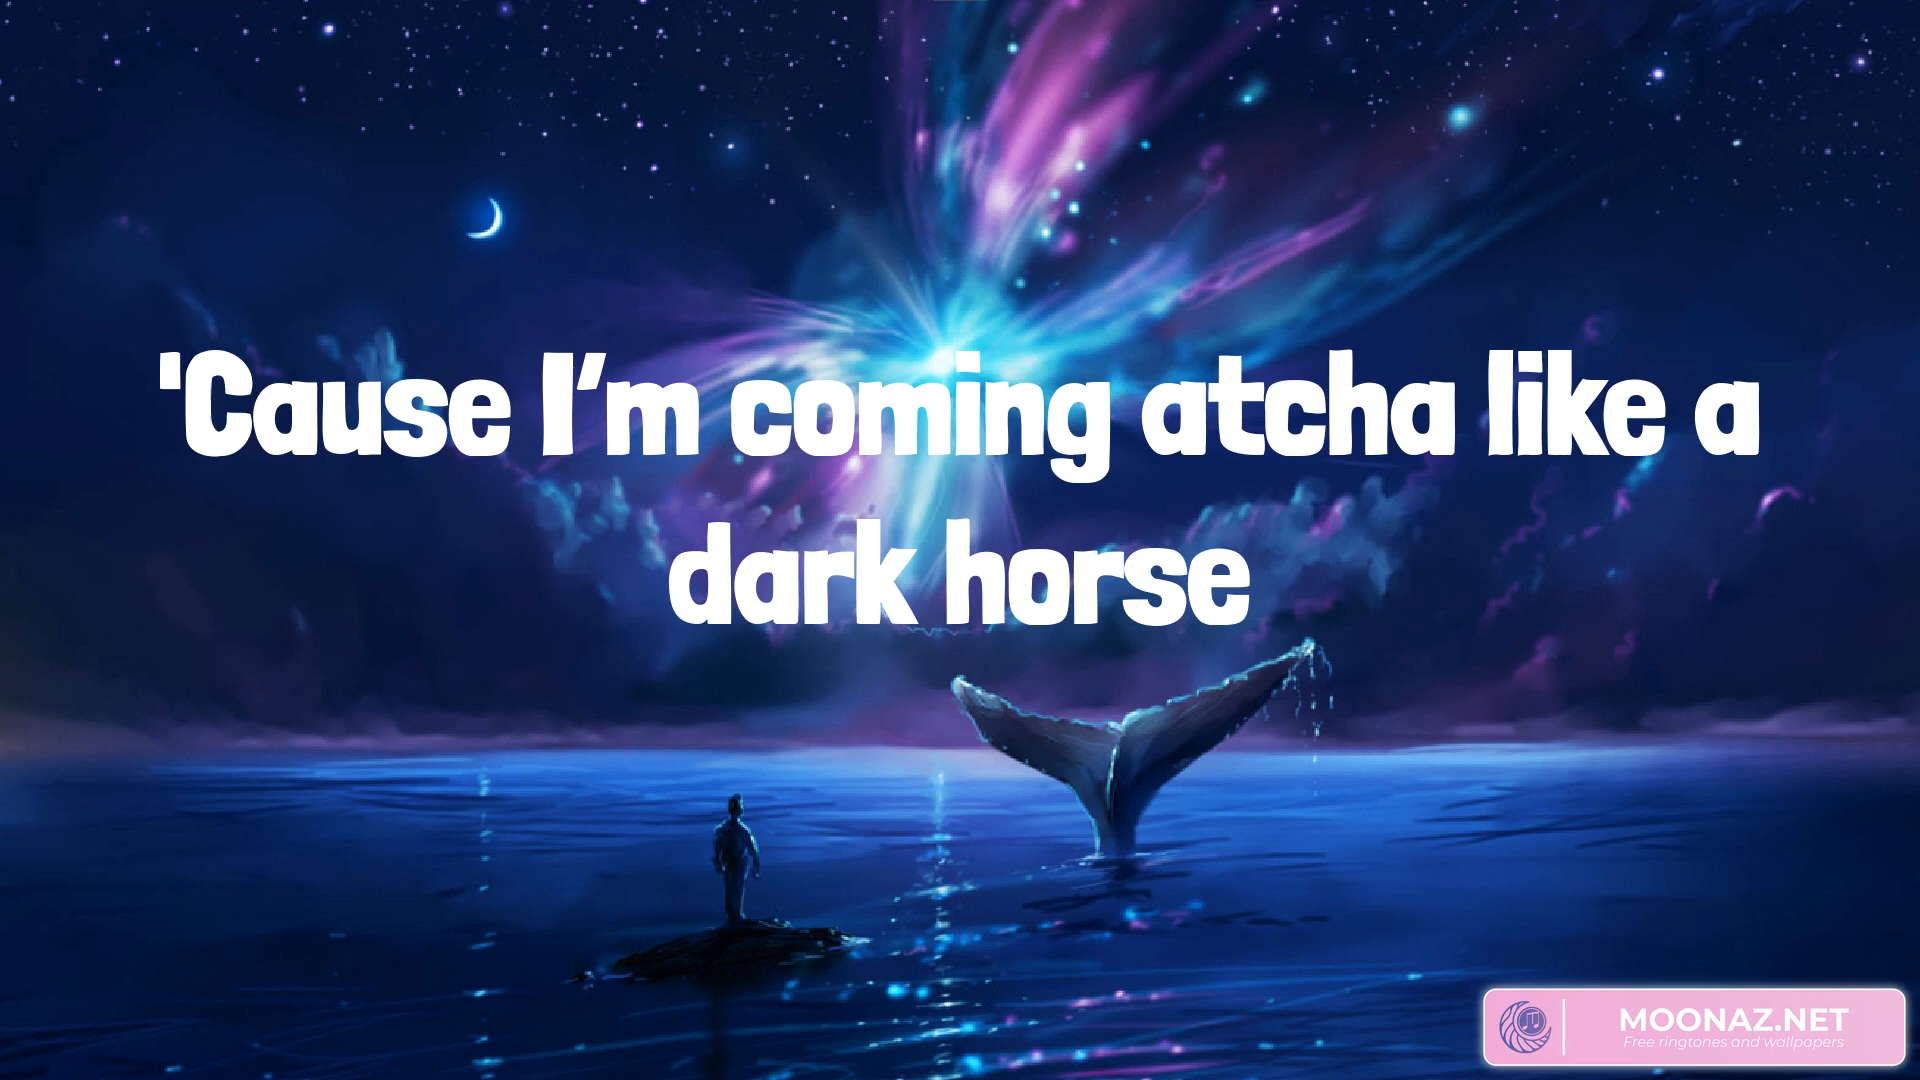 'Cause I'm coming atcha like a
dark horse
MOONAZ.NET
Free ringtones and wallpapers